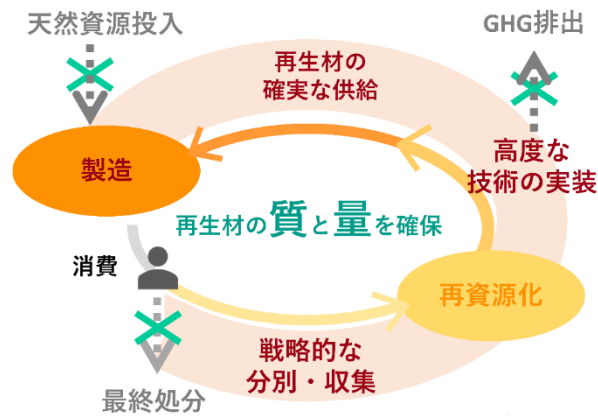 天然資源投入
GHG排出
再生材の
確実な供給
高度な
技術の実装
製造
再生材の質と量を確保
消費
再資源化
戦略的な
分別・収集
最終処分